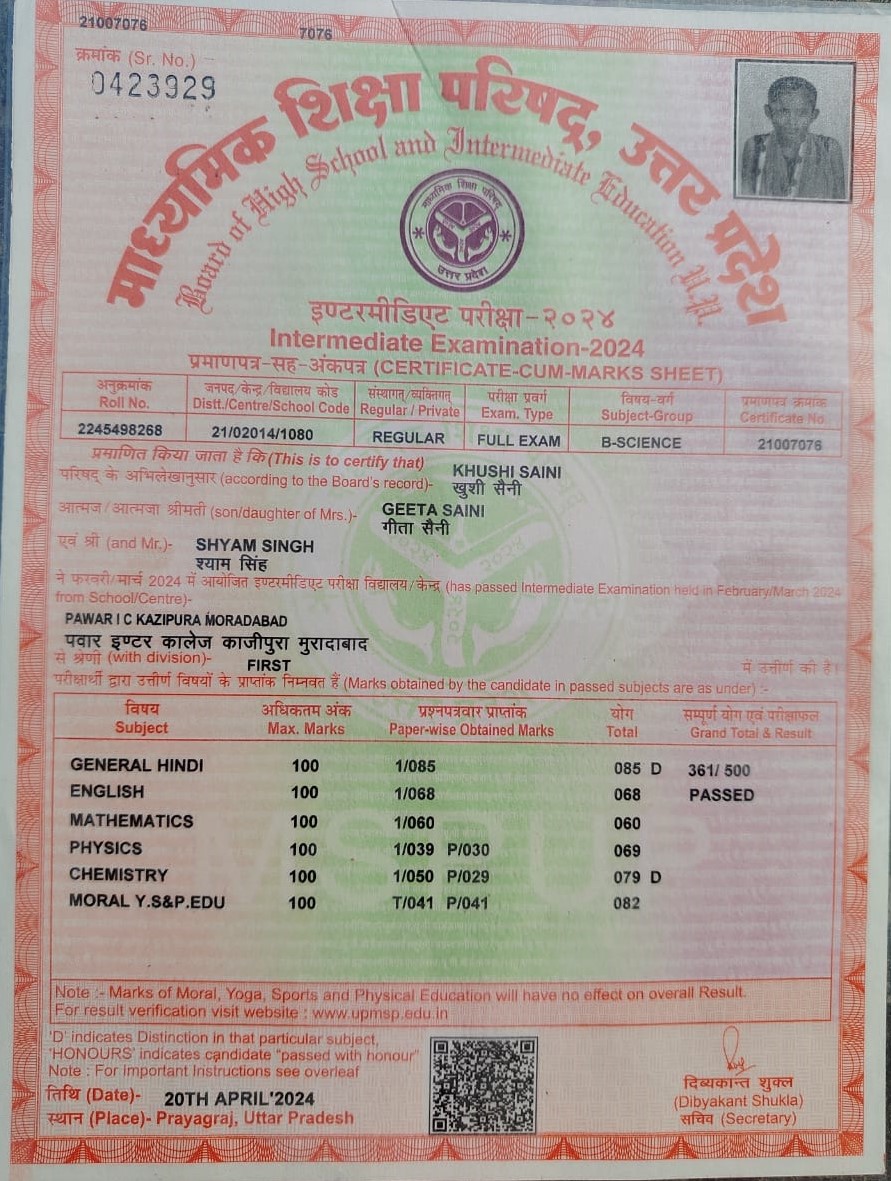 21007076
7076
क्रमांक (Sr. No.)
0423929
माध्यमिक शिक्षा परिषद्, उत्तर प्रदेश
Board of High School and Intermediate Education U.P.
माध्यमिक शिक्षा परिषद्
उत्तर प्रदेश
इण्टरमीडिएट परीक्षा-२०२४
Intermediate Examination-2024
प्रमाणपत्र-सह-अंकपत्र (CERTIFICATE-CUM-MARKS SHEET)
अनुक्रमांक जनपद/केन्द्र/विद्यालय कोड संस्थागत/व्यक्तिगत परीक्षा प्रवर्ग विषय-वर्ग प्रमाणपत्र क्रमांक
Roll No. Distt./Centre/School Code Regular / Private Exam. Type Subject-Group Certificate No.
2245498268 21/02014/1080 REGULAR FULL EXAM B-SCIENCE 21007076
प्रमाणित किया जाता है कि (This is to certify that)
परिषद् के अभिलेखानुसार (according to the Board's record)- KHUSHI SAINI
खुशी सैनी
आत्मज/आत्मजा श्रीमती (son/daughter of Mrs.)- GEETA SAINI
गीता सैनी
एवं श्री (and Mr.)- SHYAM SINGH
श्याम सिंह
ने फरवरी/मार्च 2024 में आयोजित इण्टरमीडिएट परीक्षा विद्यालय/केन्द्र (has passed Intermediate Examination held in February/March 2024
from School/Centre)-
PAWAR I C KAZIPURA MORADABAD
पवार इण्टर कालेज काजीपुरा मुरादाबाद
से श्रेणी (with division)- FIRST में उत्तीर्ण की है।
परीक्षार्थी द्वारा उत्तीर्ण विषयों के प्राप्तांक निम्नवत हैं (Marks obtained by the candidate in passed subjects are as under) :-
विषय अधिकतम अंक प्रश्नपत्रवार प्राप्तांक योग सम्पूर्ण योग एवं परीक्षाफल
Subject Max. Marks Paper-wise Obtained Marks Total Grand Total & Result
GENERAL HINDI 100 1/085 085 D 361/ 500
ENGLISH 100 1/068 068 PASSED
MATHEMATICS 100 1/060 060
PHYSICS 100 1/039 P/030 069
CHEMISTRY 100 1/050 P/029 079 D
MORAL Y.S&P.EDU 100 T/041 P/041 082
Note :- Marks of Moral, Yoga, Sports and Physical Education will have no effect on overall Result.
For result verification visit website : www.upmsp.edu.in
'D' indicates Distinction in that particular subject,
'HONOURS' indicates candidate "passed with honour"
Note : For Important Instructions see overleaf
तिथि (Date)- 20TH APRIL'2024
स्थान (Place)- Prayagraj, Uttar Pradesh
दिब्यकान्त शुक्ल
(Dibyakant Shukla)
सचिव (Secretary)